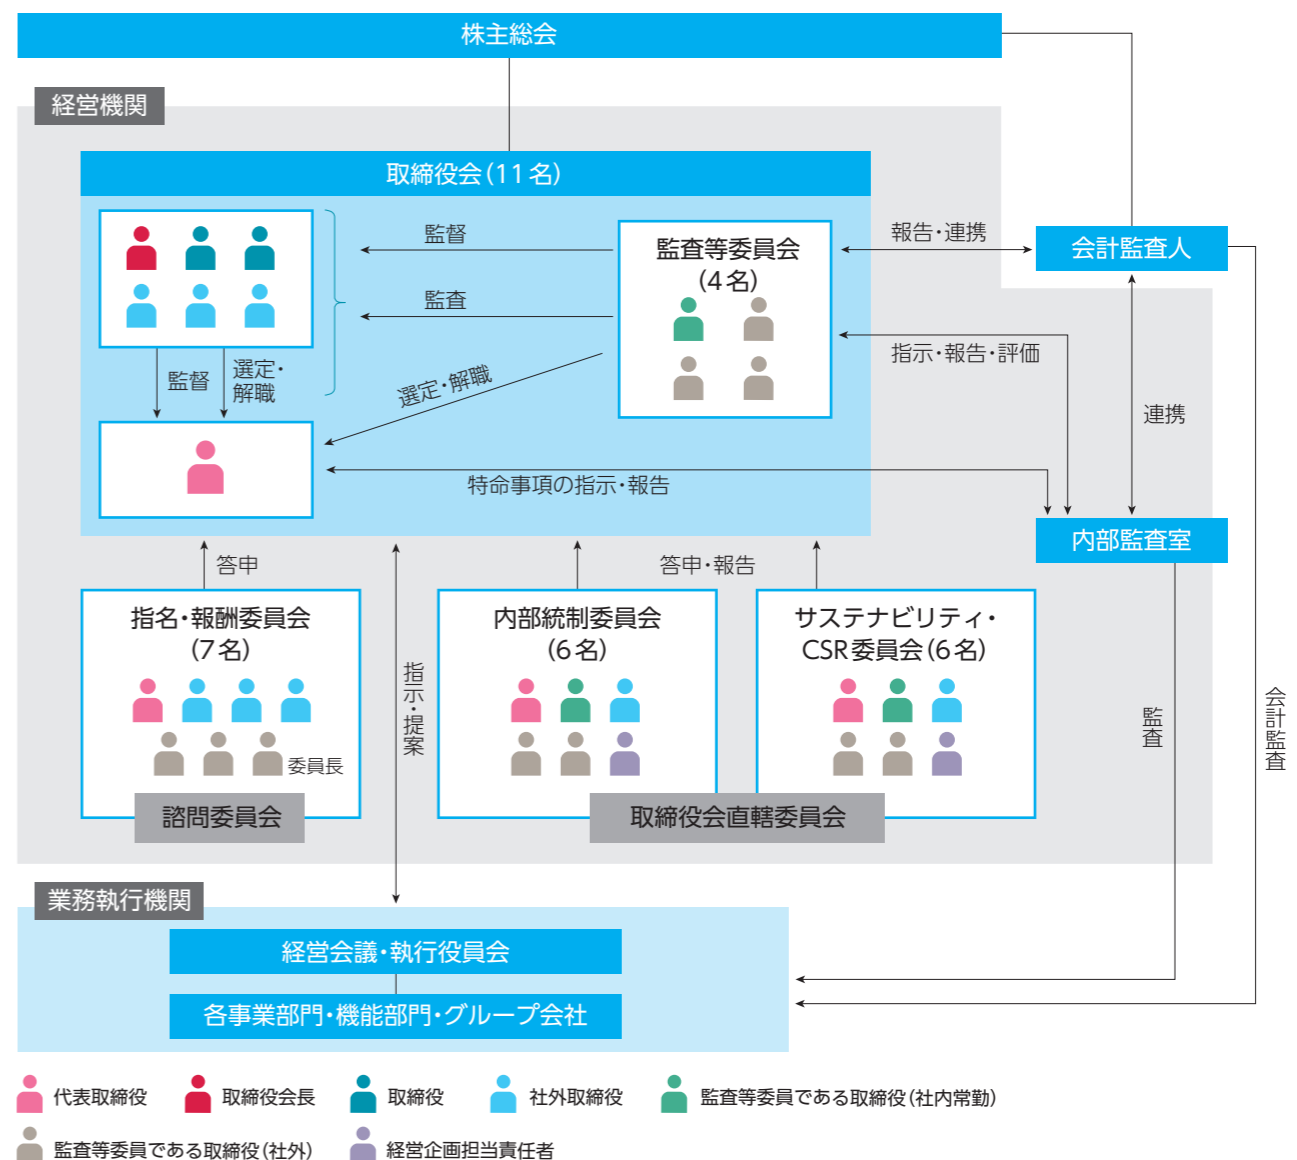 株主総会
経営機関
取締役会(11名)
監督
監査
選定・解職
監査等委員会
(4名)
報告・連携
会計監査人
指示・報告・評価
連携
監督
選定・
解職
特命事項の指示・報告
内部監査室
答申
答申・報告
指名・報酬委員会
(7名)
委員長
諮問委員会
指示・提案
内部統制委員会
(6名)
サステナビリティ・
CSR委員会(6名)
取締役会直轄委員会
監査
会計監査
業務執行機関
経営会議・執行役員会
各事業部門・機能部門・グループ会社
代表取締役
取締役会長
取締役
社外取締役
監査等委員である取締役(社内常勤)
監査等委員である取締役(社外)
経営企画担当責任者